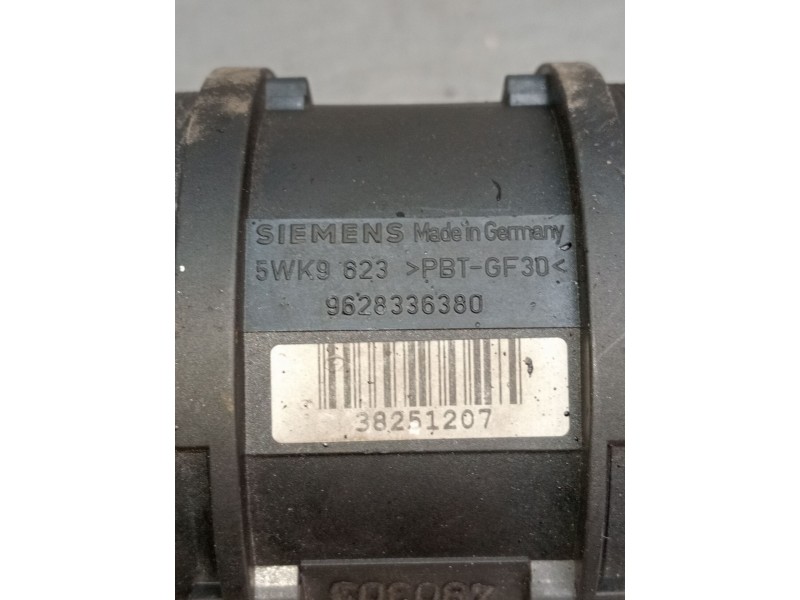 SIEMENS Made in Germany
5WK9 623 >PBT-GF30<
9628336380
38251207